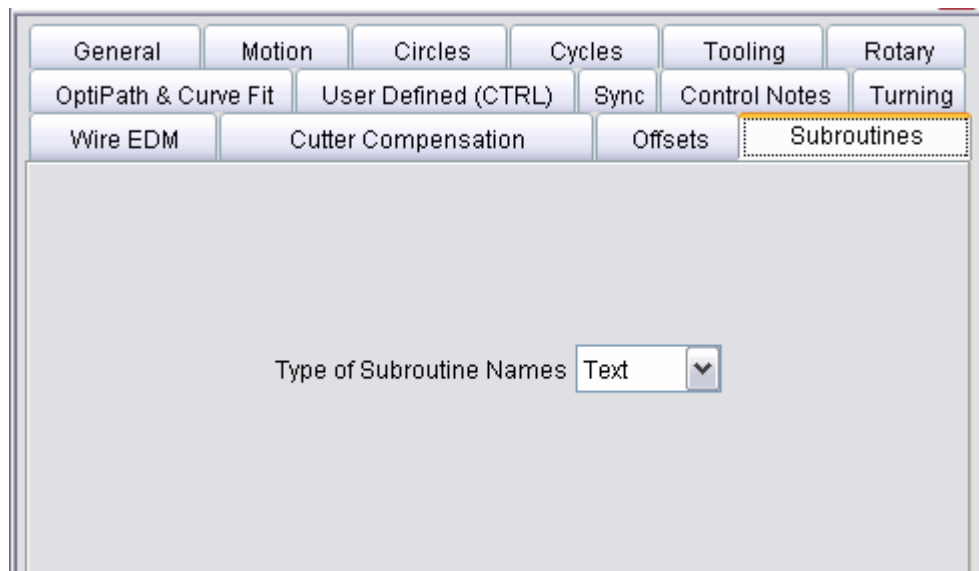 General Motion Circles Cycles Tooling Rotary
OptiPath & Curve Fit User Defined (CTRL) Sync Control Notes Turning
Wire EDM Cutter Compensation Offsets Subroutines
Type of Subroutine Names Text